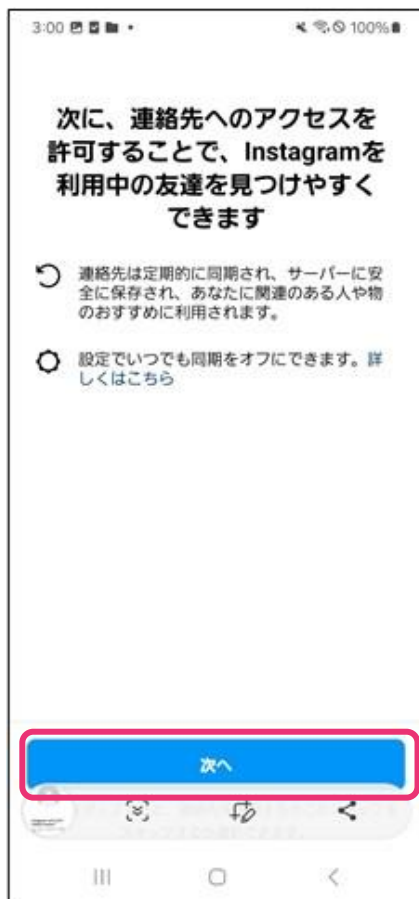 3:00
100%
次に、連絡先へのアクセスを
許可することで、Instagramを
利用中の友達を見つけやすく
できます
連絡先は定期的に同期され、サーバーに安
全に保存され、あなたに関連のある人や物
のおすすめに利用されます。
設定でいつでも同期をオフにできます。詳
しくはこちら
次へ